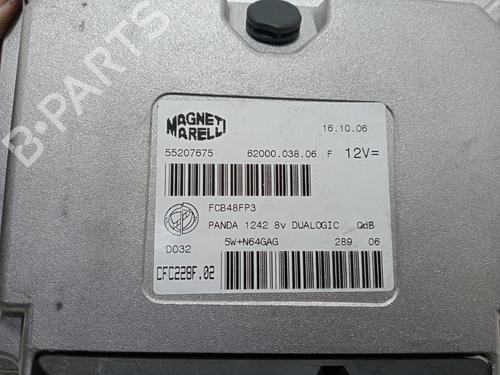 MAGNETI
MARELLI
16.10.06
55207675 62000.038.06 F 12V=
FCB48FP3
PANDA 1242 8v DUALOGIC QdB
D032 5W+N64GAG 289 06
CFC228F.02
B-PARTS